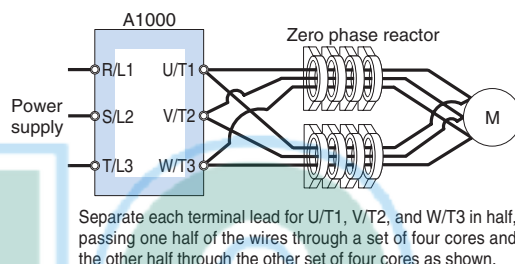 A1000
Zero phase reactor
R/L1 U/T1
Power
supply
S/L2 V/T2
M
T/L3 W/T3
Separate each terminal lead for U/T1, V/T2, and W/T3 in half,
passing one half of the wires through a set of four cores and
the other half through the other set of four cores as shown.